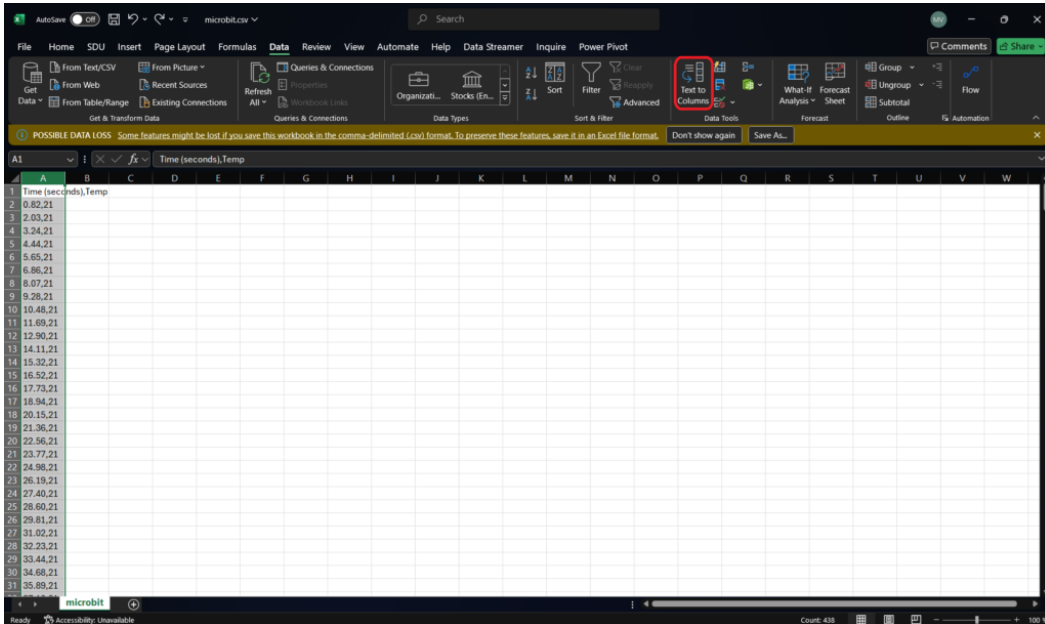 AutoSave Off microbit.csv Search MV
File Home SDU Insert Page Layout Formulas Data Review View Automate Help Data Streamer Inquire Power Pivot Comments Share
Get Data From Text/CSV From Web From Table/Range From Picture Recent Sources Existing Connections
Get & Transform Data
Refresh All Queries & Connections Properties Workbook Links
Queries & Connections
Organizati... Stocks (En...
Data Types
Sort Filter Clear Reapply Advanced
Sort & Filter
Text to Columns
Data Tools
What-If Analysis Forecast Sheet
Forecast
Group Ungroup Subtotal
Outline
Flow
Automation
POSSIBLE DATA LOSS Some features might be lost if you save this workbook in the comma-delimited (.csv) format. To preserve these features, save it in an Excel file format. Don't show again Save As...
A1 fx Time (seconds),Temp
A B C D E F G H I J K L M N O P Q R S T U V W
1 Time (seconds),Temp
2 0.82,21
3 2.03,21
4 3.24,21
5 4.44,21
6 5.65,21
7 6.86,21
8 8.07,21
9 9.28,21
10 10.48,21
11 11.69,21
12 12.90,21
13 14.11,21
14 15.32,21
15 16.52,21
16 17.73,21
17 18.94,21
18 20.15,21
19 21.36,21
20 22.56,21
21 23.77,21
22 24.98,21
23 26.19,21
24 27.40,21
25 28.60,21
26 29.81,21
27 31.02,21
28 32.23,21
29 33.44,21
30 34.68,21
31 35.89,21
microbit
Ready Accessibility: Unavailable Count: 438 100